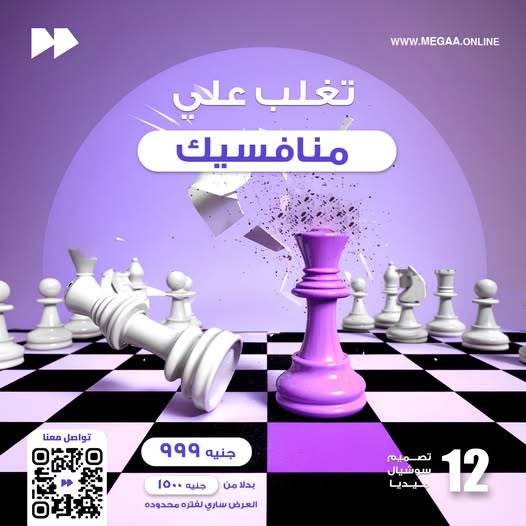 WWW.MEGAA.ONLINE
تغلب علي
منافسيك
تواصل معنا
٩٩٩ جنيه
بدلا من ١٥٠٠ جنيه
العرض ساري لفتره محدوده
12 تصميم
سوشيال
ميديا